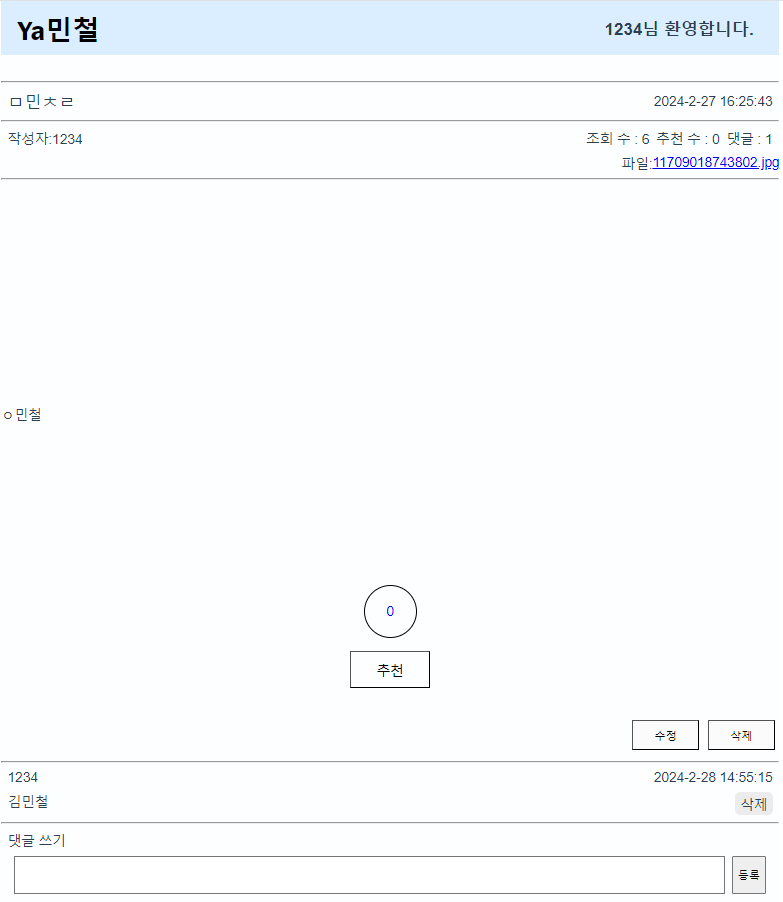 Ya민철
1234님 환영합니다.
ㅁ민ㅊㄹ
2024-2-27 16:25:43
작성자:1234
조회 수 : 6 추천 수 : 0 댓글 : 1
파일:11709018743802.jpg
ㅇ민철
0
추천
수정 삭제
1234
2024-2-28 14:55:15
김민철
삭제
댓글 쓰기
등록